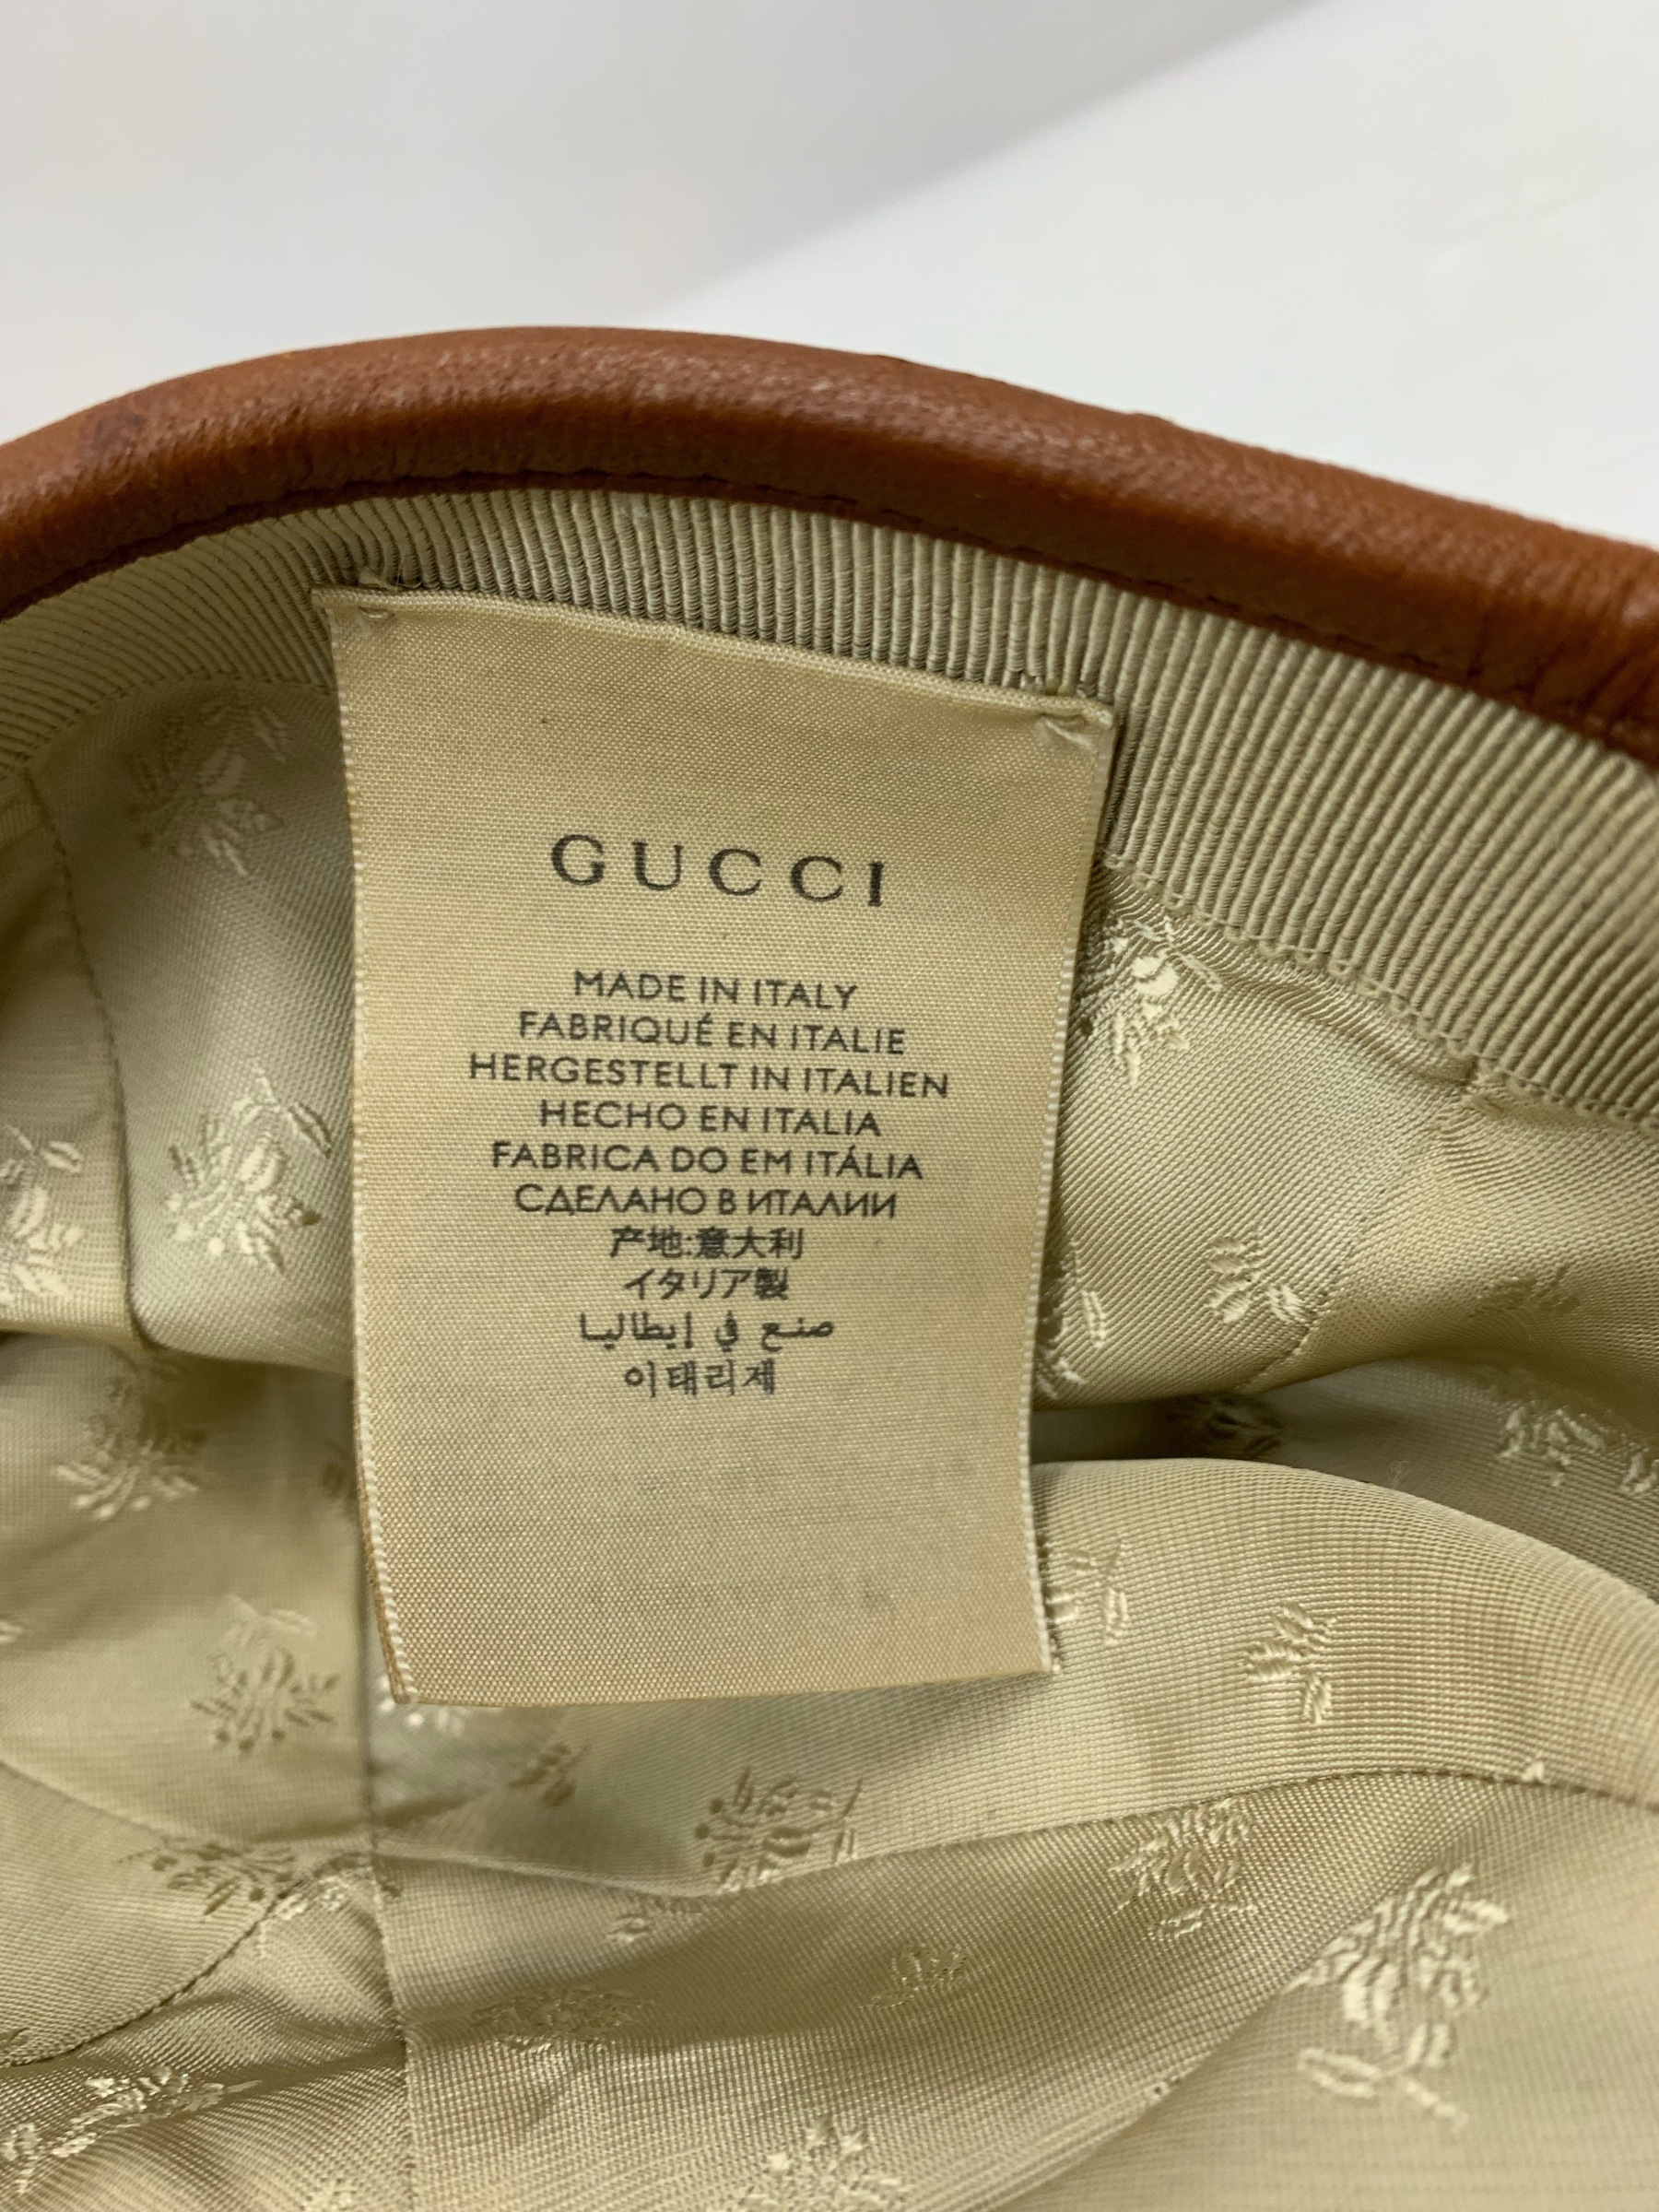 GUCCI
MADE IN ITALY
FABRIQUÉ EN ITALIE
HERGESTELLT IN ITALIEN
HECHO EN ITALIA
FABRICA DO EM ITÁLIA
СДЕЛАНО В ИТАЛИИ
产地:意大利
イタリア製
صنع في إيطاليا
이태리제